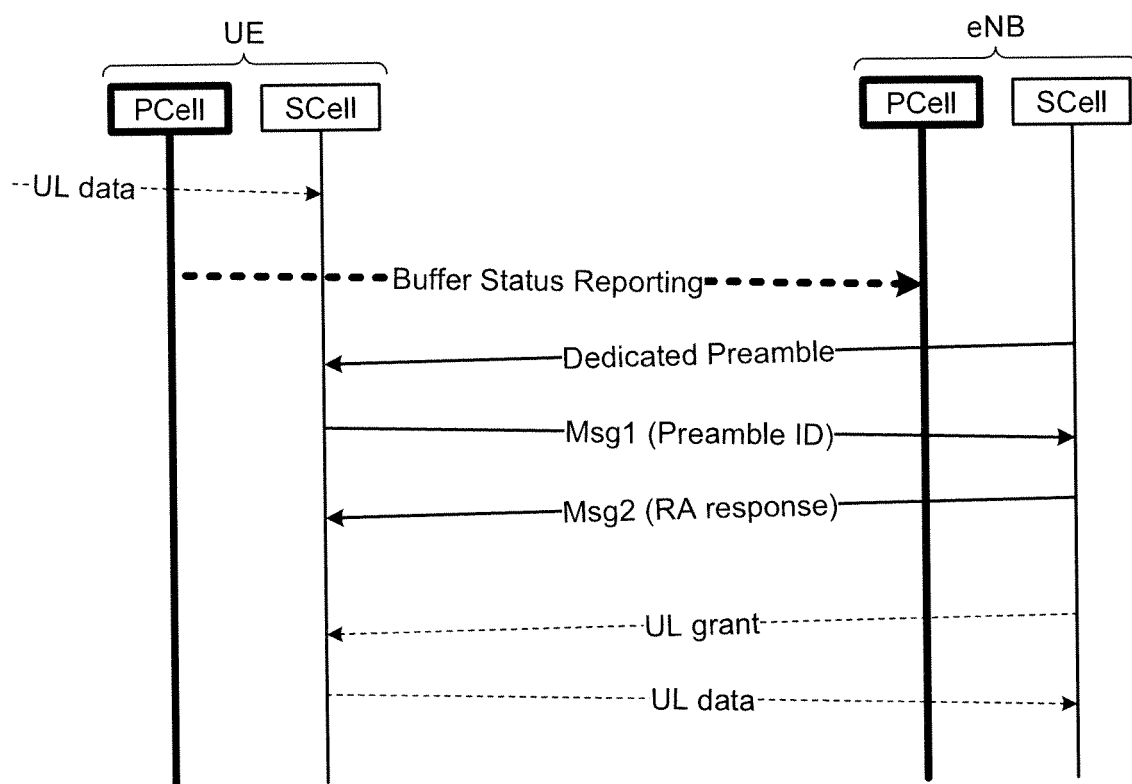 UE
eNB
PCell
SCell
PCell
SCell
UL data
Buffer Status Reporting
Dedicated Preamble
Msg1 (Preamble ID)
Msg2 (RA response)
UL grant
UL data